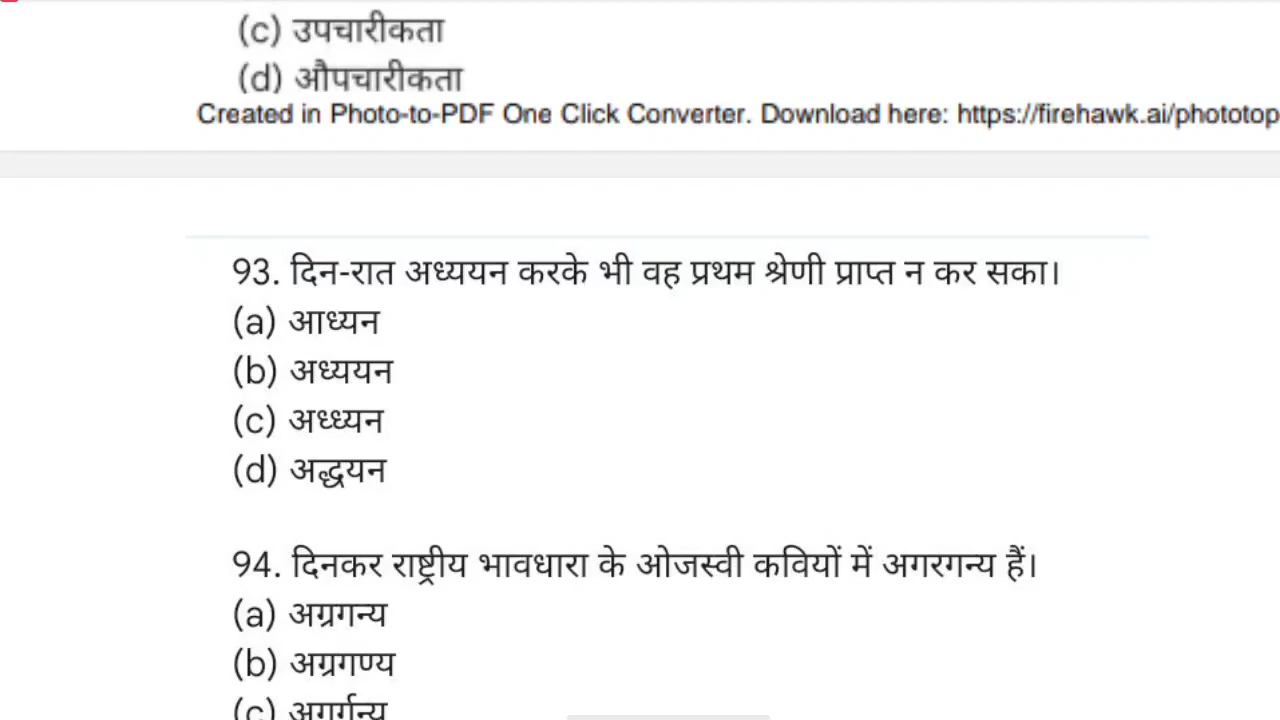 (c) उपचारीकता
(d) औपचारीकता
Created in Photo-to-PDF One Click Converter. Download here: https://firehawk.ai/phototop
93. दिन-रात अध्ययन करके भी वह प्रथम श्रेणी प्राप्त न कर सका।
(a) आध्यन
(b) अध्ययन
(c) अध्ध्यन
(d) अद्धयन
94. दिनकर राष्ट्रीय भावधारा के ओजस्वी कवियों में अगरगन्य हैं।
(a) अग्रगन्य
(b) अग्रगण्य
(c) अगर्गन्य